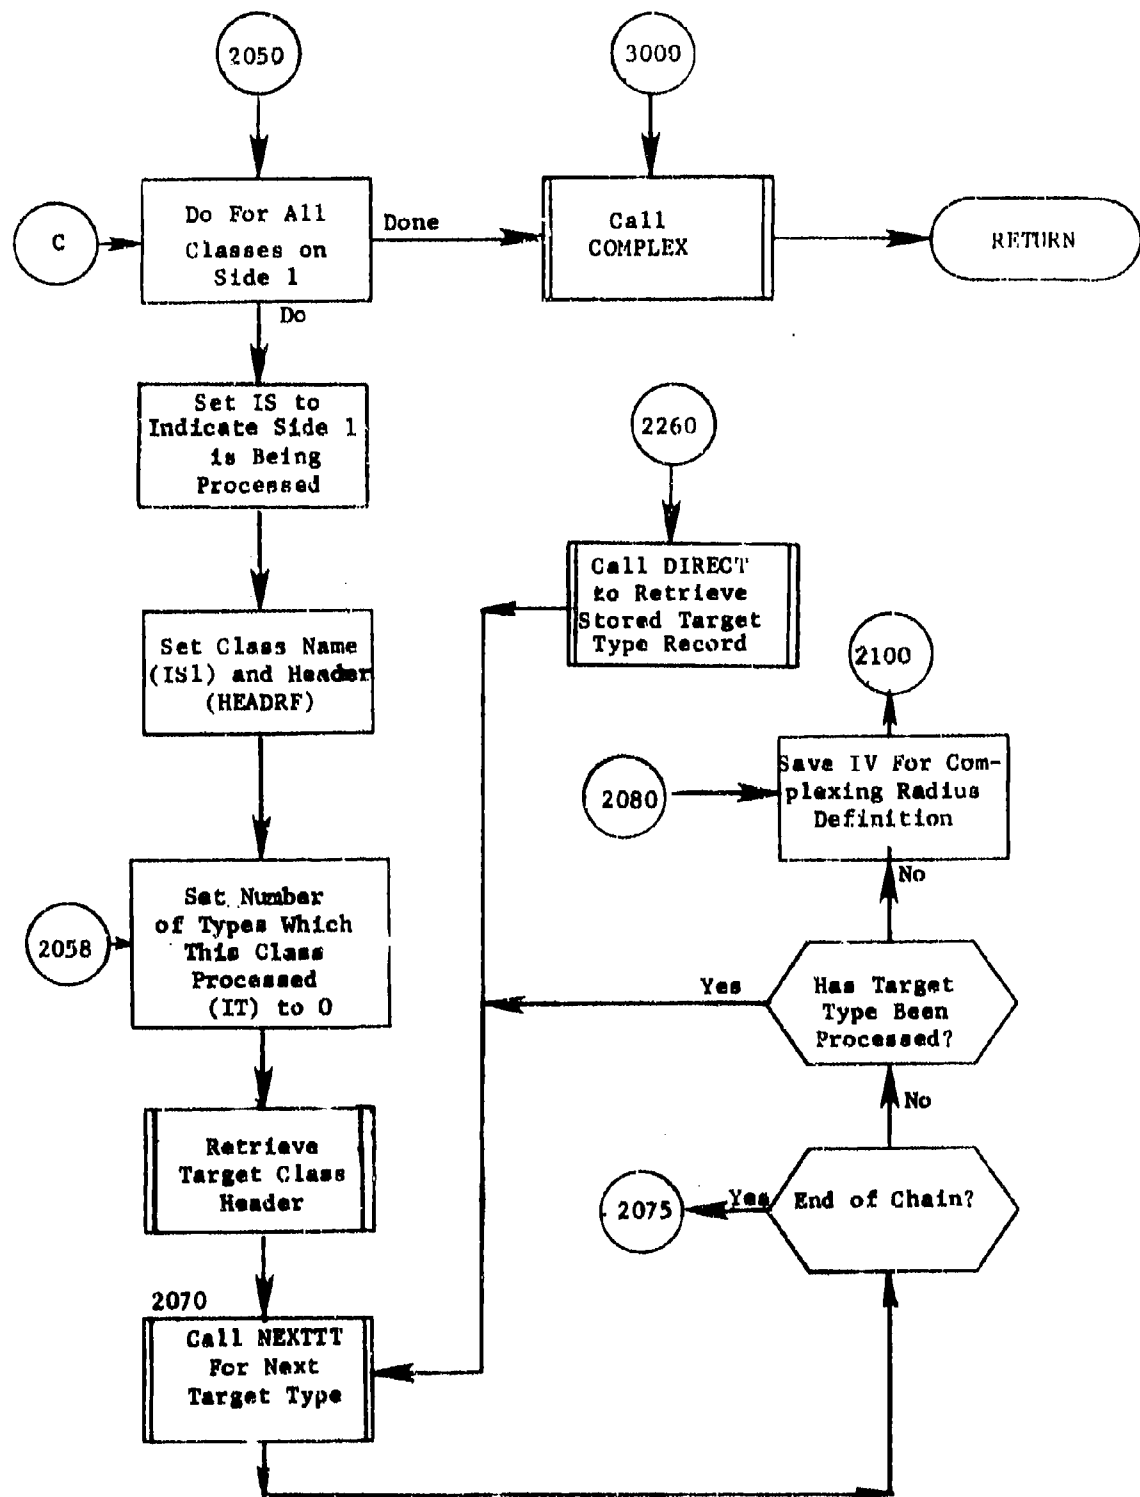 2050
3000
C
Do For All
Classes on
Side 1
Done
Call
COMPLEX
RETURN
Do
Set IS to
Indicate Side 1
is Being
Processed
2260
Call DIRECT
to Retrieve
Stored Target
Type Record
Set Class Name
(IS1) and Header
(HEADRF)
2100
2080
Save IV For Com-
plexing Radius
Definition
No
2058
Set Number
of Types Which
This Class
Processed
(IT) to 0
Yes
Has Target
Type Been
Processed?
No
Retrieve
Target Class
Header
2075
Yes
End of Chain?
2070
Call NEXTTT
For Next
Target Type